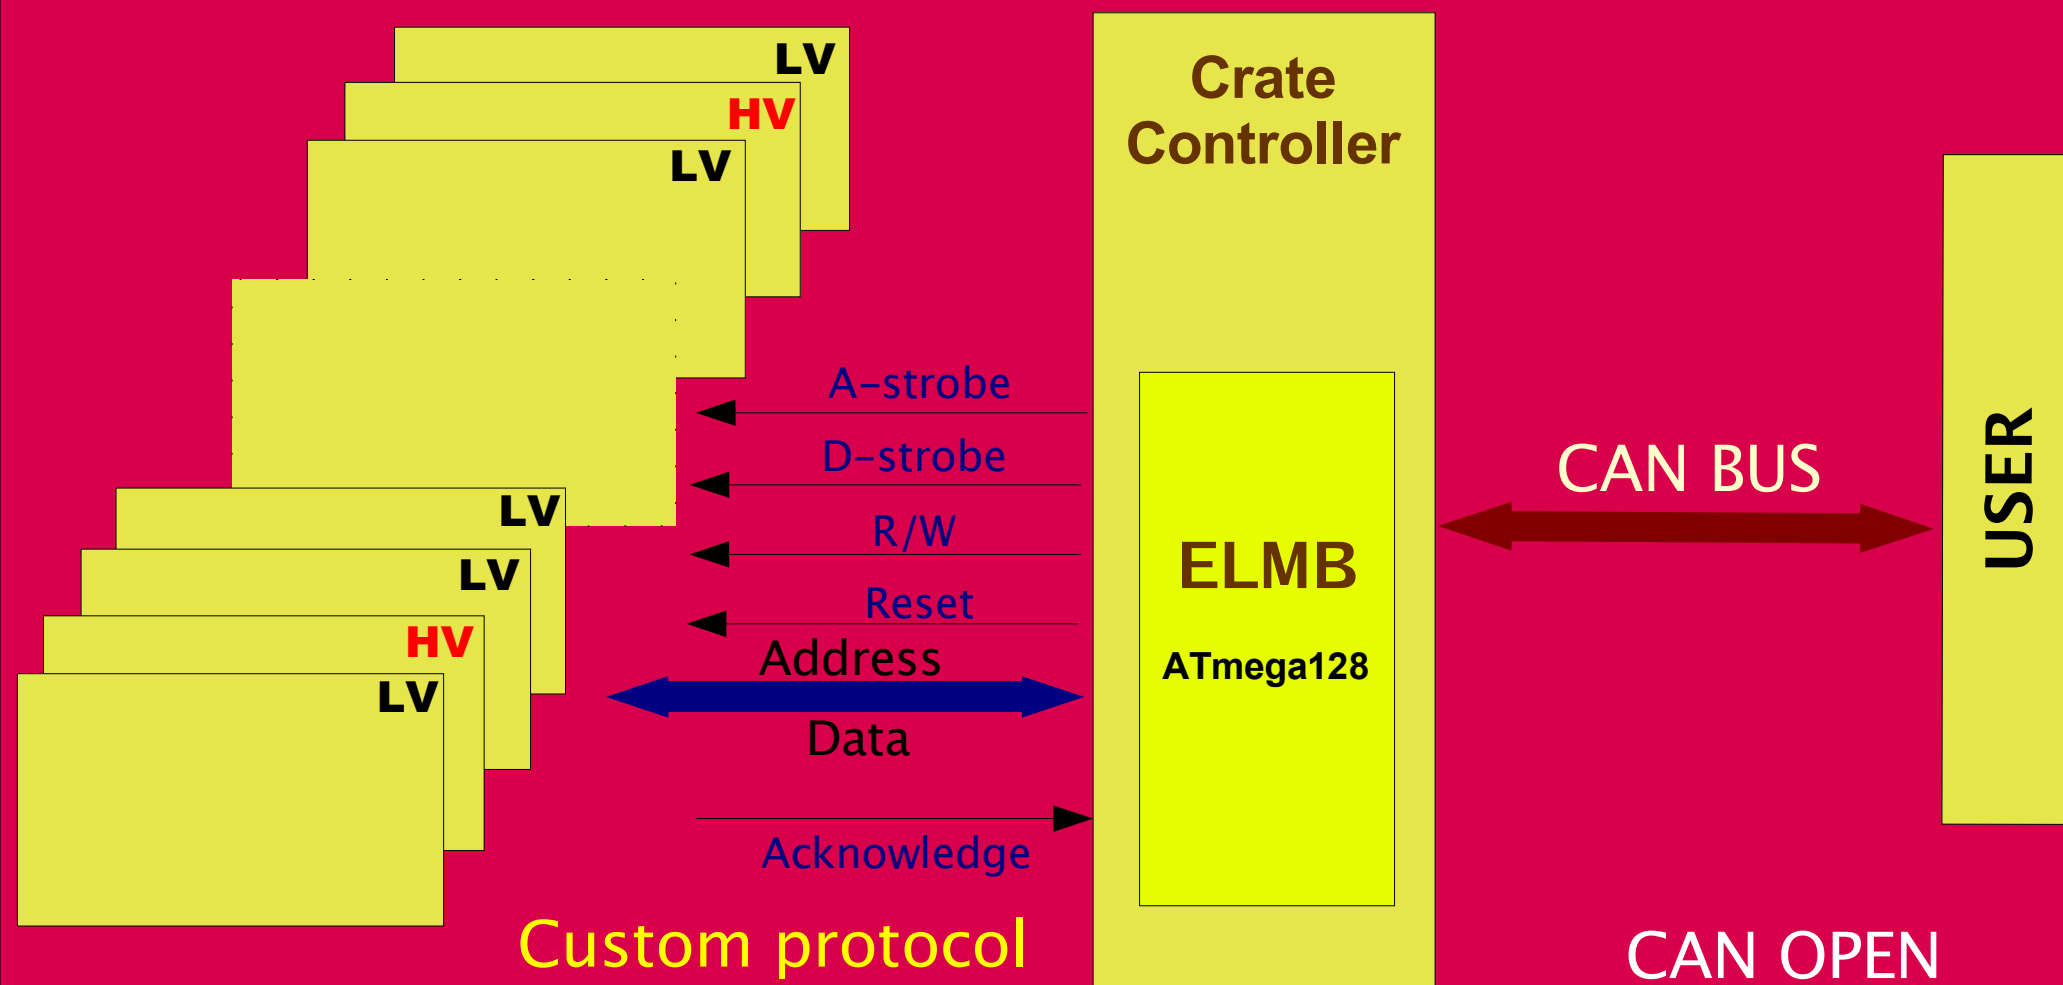 LV
HV
LV
LV
LV
HV
LV
A-strobe
D-strobe
R/W
Reset
Address
Data
Acknowledge
Custom protocol
Crate
Controller
ELMB
ATmega128
CAN BUS
USER
CAN OPEN